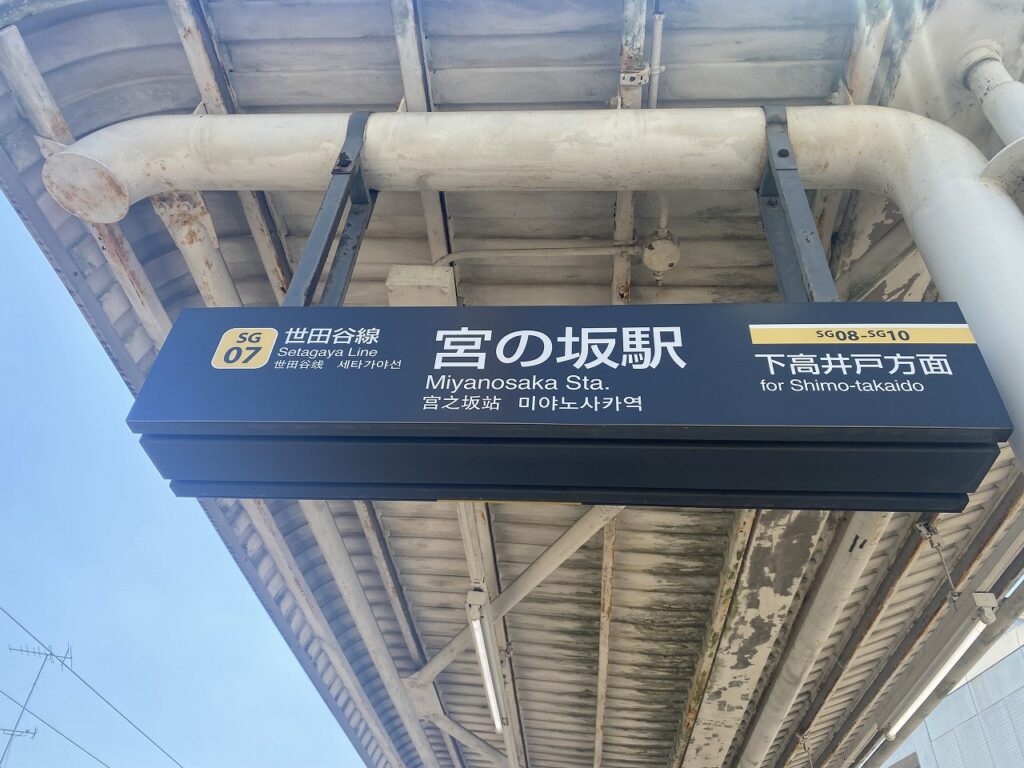 SG
07
世田谷線
Setagaya Line
世田谷线 세타가야선
宮の坂駅
Miyanosaka Sta.
宫之坂站 미야노사카역
SG08-SG10
下高井戸方面
for Shimo-takaido